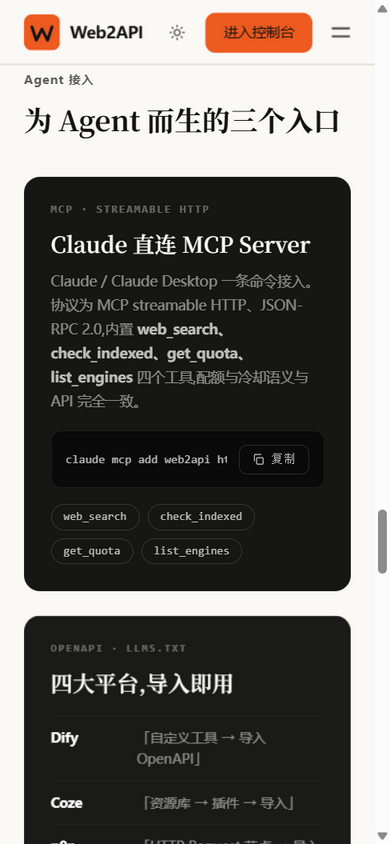 Web2API
进入控制台
Agent 接入
为 Agent 而生的三个入口
MCP · STREAMABLE HTTP
Claude 直连 MCP Server
Claude / Claude Desktop 一条命令接入。
协议为 MCP streamable HTTP、JSON-
RPC 2.0,内置 web_search、
check_indexed、get_quota、
list_engines 四个工具,配额与冷却语义与
API 完全一致。
claude mcp add web2api ht
复制
web_search
check_indexed
get_quota
list_engines
OPENAPI · LLMS.TXT
四大平台,导入即用
Dify
「自定义工具 → 导入
OpenAPI」
Coze
「资源库 → 插件 → 导入」